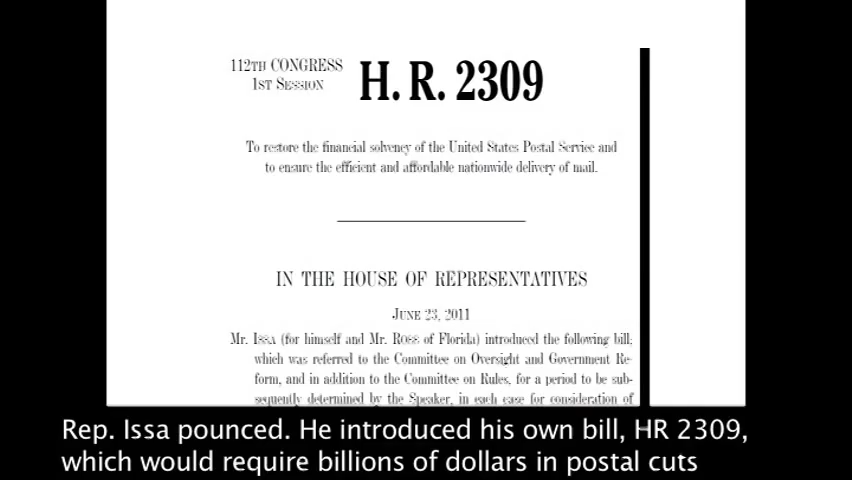 112TH CONGRESS
1ST SESSION
H. R. 2309
To restore the financial solvency of the United States Postal Service and
to ensure the efficient and affordable nationwide delivery of mail.
IN THE HOUSE OF REPRESENTATIVES
JUNE 23, 2011
Mr. ISSA (for himself and Mr. ROSS of Florida) introduced the following bill;
which was referred to the Committee on Oversight and Government Re-
form, and in addition to the Committee on Rules, for a period to be sub-
sequently determined by the Speaker, in each case for consideration of
Rep. Issa pounced. He introduced his own bill, HR 2309,
which would require billions of dollars in postal cuts